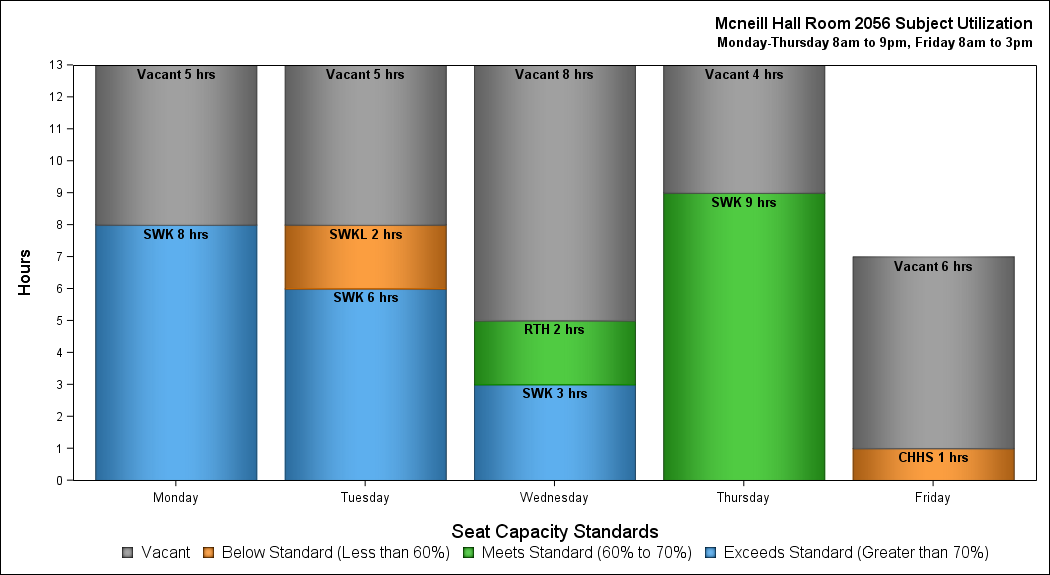 Mcneill Hall Room 2056 Subject Utilization
Monday-Thursday 8am to 9pm, Friday 8am to 3pm
Hours
13
12
11
10
9
8
7
6
5
4
3
2
1
0
Vacant 5 hrs
SWK 8 hrs
Vacant 5 hrs
SWKL 2 hrs
SWK 6 hrs
Vacant 8 hrs
RTH 2 hrs
SWK 3 hrs
Vacant 4 hrs
SWK 9 hrs
Vacant 6 hrs
CHHS 1 hrs
Monday Tuesday Wednesday Thursday Friday
Seat Capacity Standards
Vacant Below Standard (Less than 60%) Meets Standard (60% to 70%) Exceeds Standard (Greater than 70%)